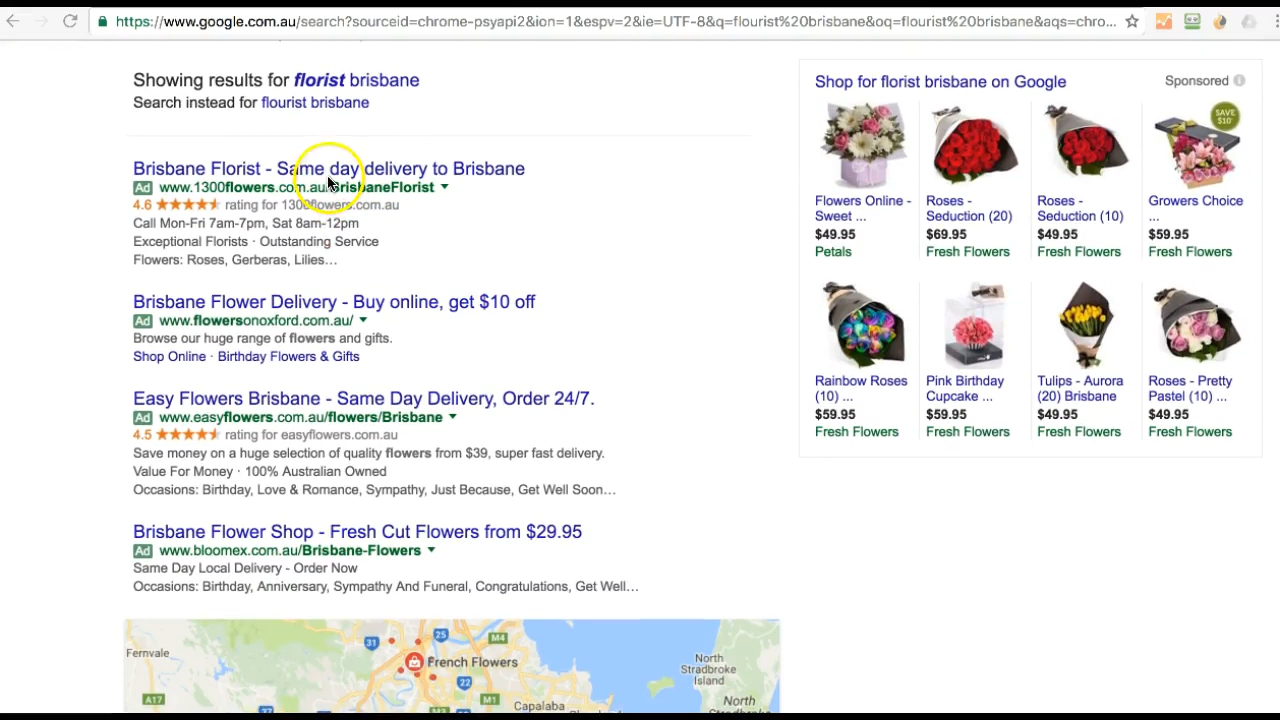 https://www.google.com.au/search?sourceid=chrome-psyapi2&ion=1&espv=2&ie=UTF-8&q=flourist%20brisbane&oq=flourist%20brisbane&aqs=chro...
Showing results for florist brisbane
Search instead for flourist brisbane
Brisbane Florist - Same day delivery to Brisbane
Ad www.1300flowers.com.au/BrisbaneFlorist
4.6 rating for 1300flowers.com.au
Call Mon-Fri 7am-7pm, Sat 8am-12pm
Exceptional Florists · Outstanding Service
Flowers: Roses, Gerberas, Lilies...
Brisbane Flower Delivery - Buy online, get $10 off
Ad www.flowersonoxford.com.au/
Browse our huge range of flowers and gifts.
Shop Online · Birthday Flowers & Gifts
Easy Flowers Brisbane - Same Day Delivery, Order 24/7.
Ad www.easyflowers.com.au/flowers/Brisbane
4.5 rating for easyflowers.com.au
Save money on a huge selection of quality flowers from $39, super fast delivery.
Value For Money · 100% Australian Owned
Occasions: Birthday, Love & Romance, Sympathy, Just Because, Get Well Soon...
Brisbane Flower Shop - Fresh Cut Flowers from $29.95
Ad www.bloomex.com.au/Brisbane-Flowers
Same Day Local Delivery - Order Now
Occasions: Birthday, Anniversary, Sympathy And Funeral, Congratulations, Get Well...
Fernvale
31
25
M4
French Flowers
22
A17
M1
37
Capalaba
North
Stradbroke
Island
North
Shop for florist brisbane on Google
Sponsored
SAVE
$10
Flowers Online -
Sweet ...
$49.95
Petals
Roses -
Seduction (20)
$69.95
Fresh Flowers
Roses -
Seduction (10)
$49.95
Fresh Flowers
Growers Choice
...
$59.95
Fresh Flowers
Rainbow Roses
(10) ...
$59.95
Fresh Flowers
Pink Birthday
Cupcake ...
$59.95
Fresh Flowers
Tulips - Aurora
(20) Brisbane
$49.95
Fresh Flowers
Roses - Pretty
Pastel (10) ...
$49.95
Fresh Flowers